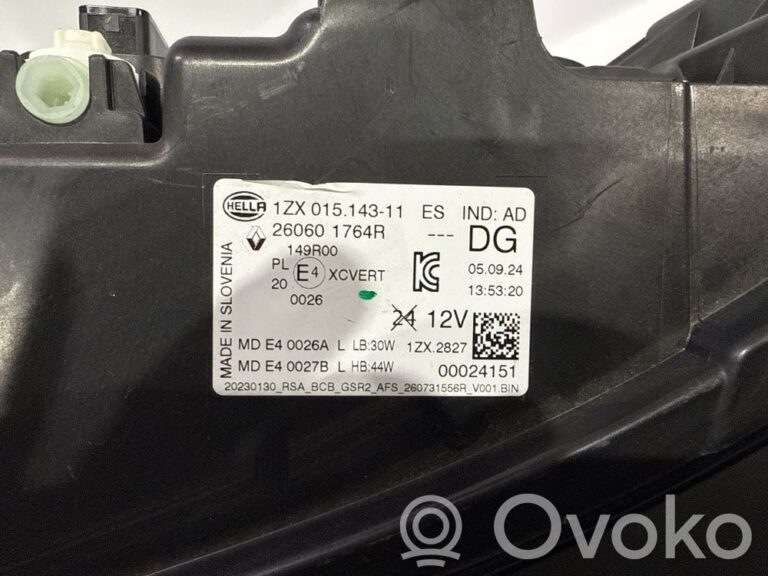 HELLA 1ZX 015.143-11 ES IND: AD
26060 1764R --- DG
149R00
PL E4 XCVERT 05.09.24
20 0026 13:53:20
MADE IN SLOVENIA
24 12V
MD E4 0026A L LB:30W 1ZX.2827
MD E4 0027B L HB:44W 00024151
20230130_RSA_BCB_GSR2_AFS_260731556R_V001.BIN
Ovoko